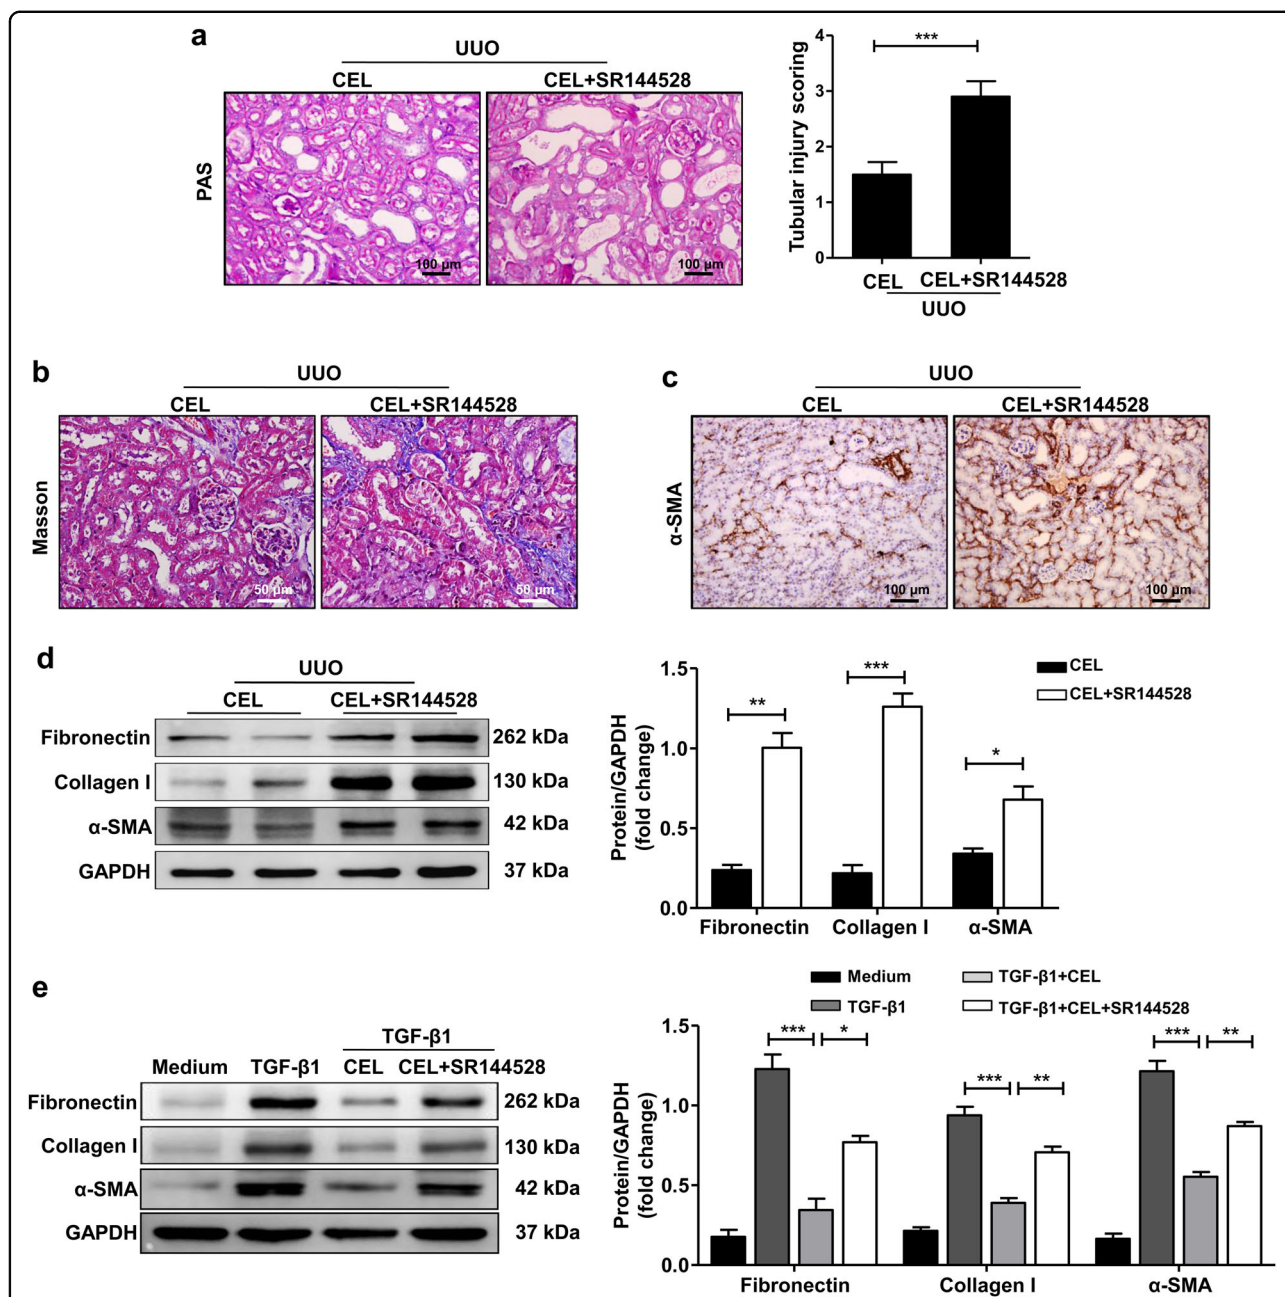 a
UUO
CEL CEL+SR144528
PAS
100 µm 100 µm
Tubular injury scoring
4
3
2
1
0
***
CEL CEL+SR144528
UUO
b
UUO
CEL CEL+SR144528
Masson
50 µm 50 µm
c
UUO
CEL CEL+SR144528
α-SMA
100 µm 100 µm
d
UUO
CEL CEL+SR144528
Fibronectin 262 kDa
Collagen I 130 kDa
α-SMA 42 kDa
GAPDH 37 kDa
Protein/GAPDH
(fold change)
1.5
1.0
0.5
0.0
** *** *
CEL
CEL+SR144528
Fibronectin Collagen I α-SMA
e
TGF-β1
Medium TGF-β1 CEL CEL+SR144528
Fibronectin 262 kDa
Collagen I 130 kDa
α-SMA 42 kDa
GAPDH 37 kDa
Medium TGF-β1+CEL
TGF-β1 TGF-β1+CEL+SR144528
Protein/GAPDH
(fold change)
1.5
1.0
0.5
0.0
*** * *** ** *** **
Fibronectin Collagen I α-SMA